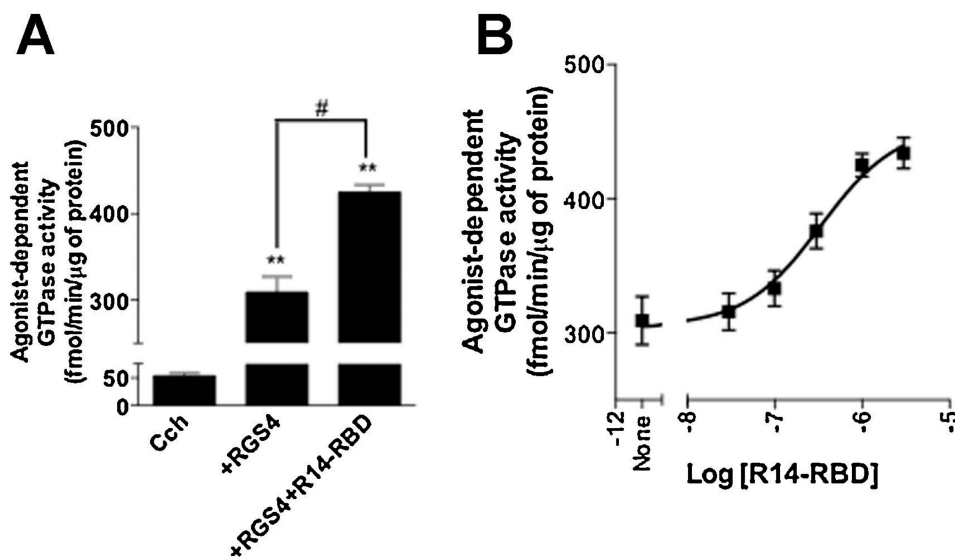 A
Agonist-dependent
GTPase activity
(fmol/min/µg of protein)
500
400
300
50
0
#
**
**
Cch
+RGS4
+RGS4+R14-RBD
B
Agonist-dependent
GTPase activity
(fmol/min/µg of protein)
500
400
300
-12
None
-8
-7
-6
-5
Log [R14-RBD]